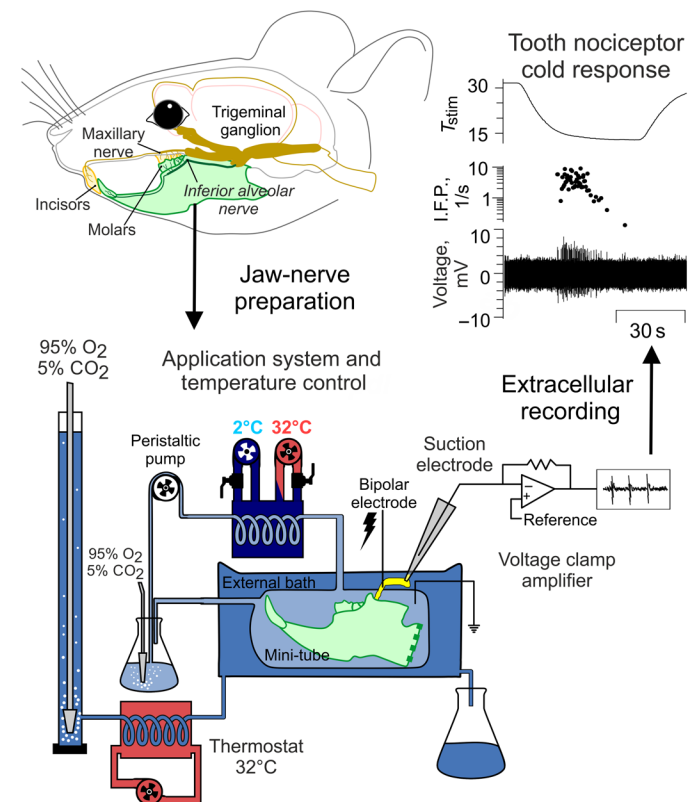 Tooth nociceptor
cold response
30
Tstim
15
Trigeminal
ganglion
Maxillary
nerve
Incisors
Molars
Inferior alveolar
nerve
10
1
I.F.P.,
1/s
10
0
−10
Voltage,
mV
30 s
Jaw-nerve
preparation
95% O2
5% CO2
Application system and
temperature control
Extracellular
recording
2°C 32°C
Peristaltic
pump
Suction
electrode
Bipolar
electrode
+
Reference
Voltage clamp
amplifier
95% O2
5% CO2
External bath
Mini-tube
Thermostat
32°C